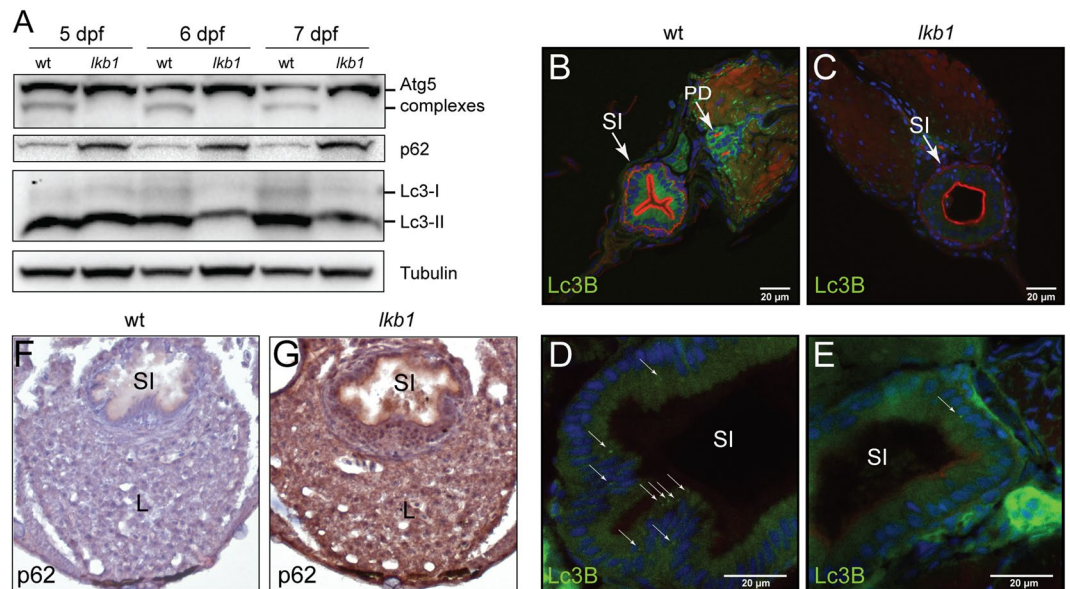 A
5 dpf 6 dpf 7 dpf
wt lkb1 wt lkb1 wt lkb1
Atg5
complexes
p62
Lc3-I
Lc3-II
Tubulin
wt lkb1
B
PD
SI
Lc3B
20 µm
C
SI
Lc3B
20 µm
wt lkb1
F
SI
L
p62
G
SI
L
p62
D
SI
Lc3B
20 µm
E
SI
Lc3B
20 µm